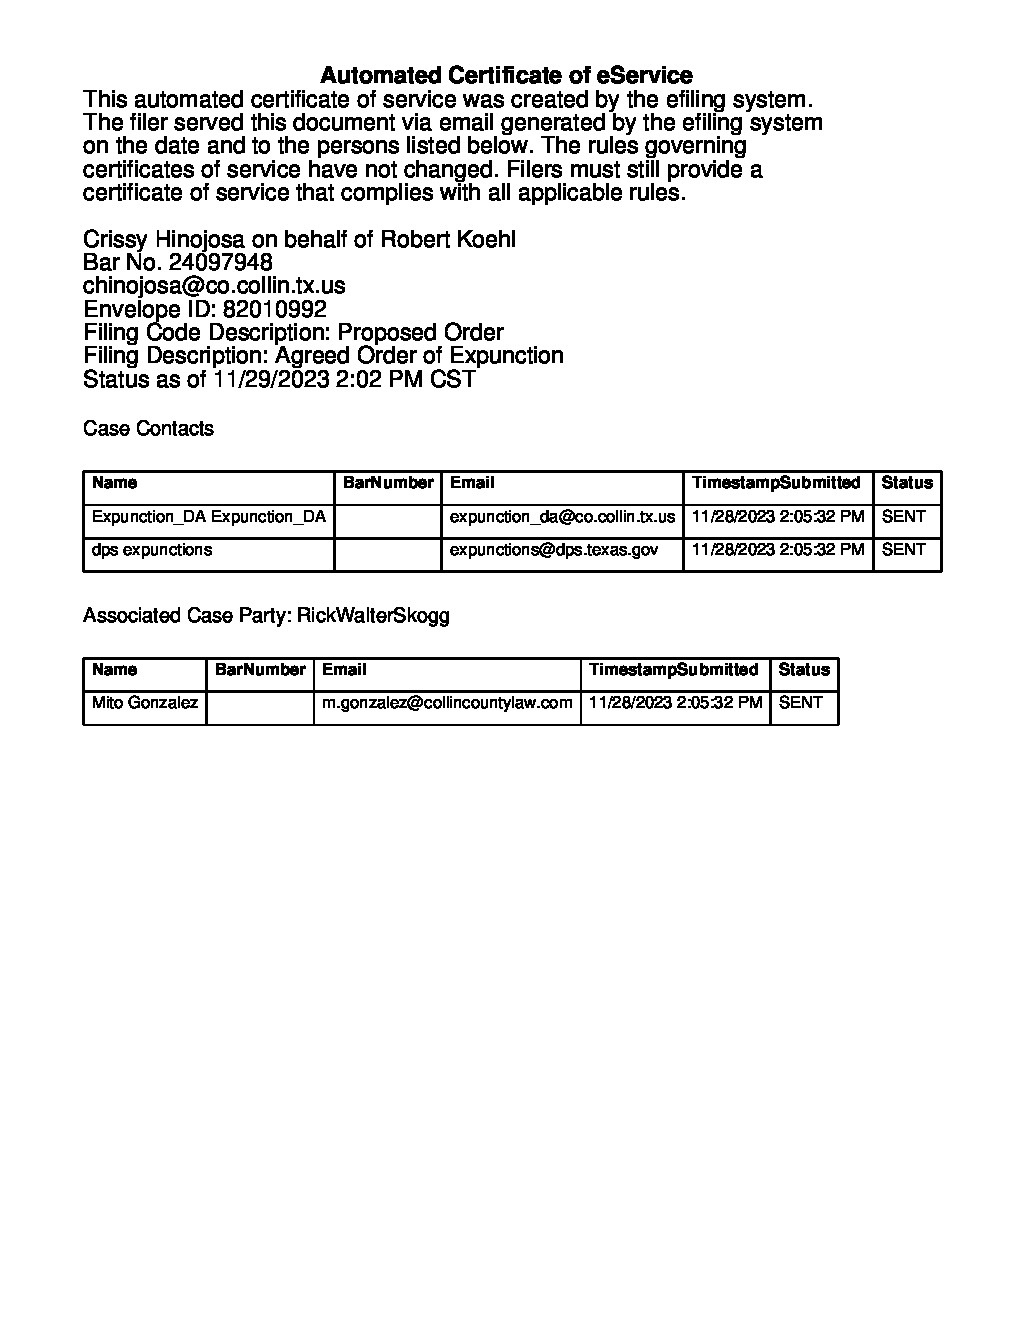 Automated Certificate of eService
This automated certificate of service was created by the efiling system.
The filer served this document via email generated by the efiling system
on the date and to the persons listed below. The rules governing
certificates of service have not changed. Filers must still provide a
certificate of service that complies with all applicable rules.
Crissy Hinojosa on behalf of Robert Koehl
Bar No. 24097948
chinojosa@co.collin.tx.us
Envelope ID: 82010992
Filing Code Description: Proposed Order
Filing Description: Agreed Order of Expunction
Status as of 11/29/2023 2:02 PM CST
Case Contacts
Name BarNumber Email TimestampSubmitted Status
Expunction_DA Expunction_DA expunction_da@co.collin.tx.us 11/28/2023 2:05:32 PM SENT
dps expunctions expunctions@dps.texas.gov 11/28/2023 2:05:32 PM SENT
Associated Case Party: RickWalterSkogg
Name BarNumber Email TimestampSubmitted Status
Mito Gonzalez m.gonzalez@collincountylaw.com 11/28/2023 2:05:32 PM SENT